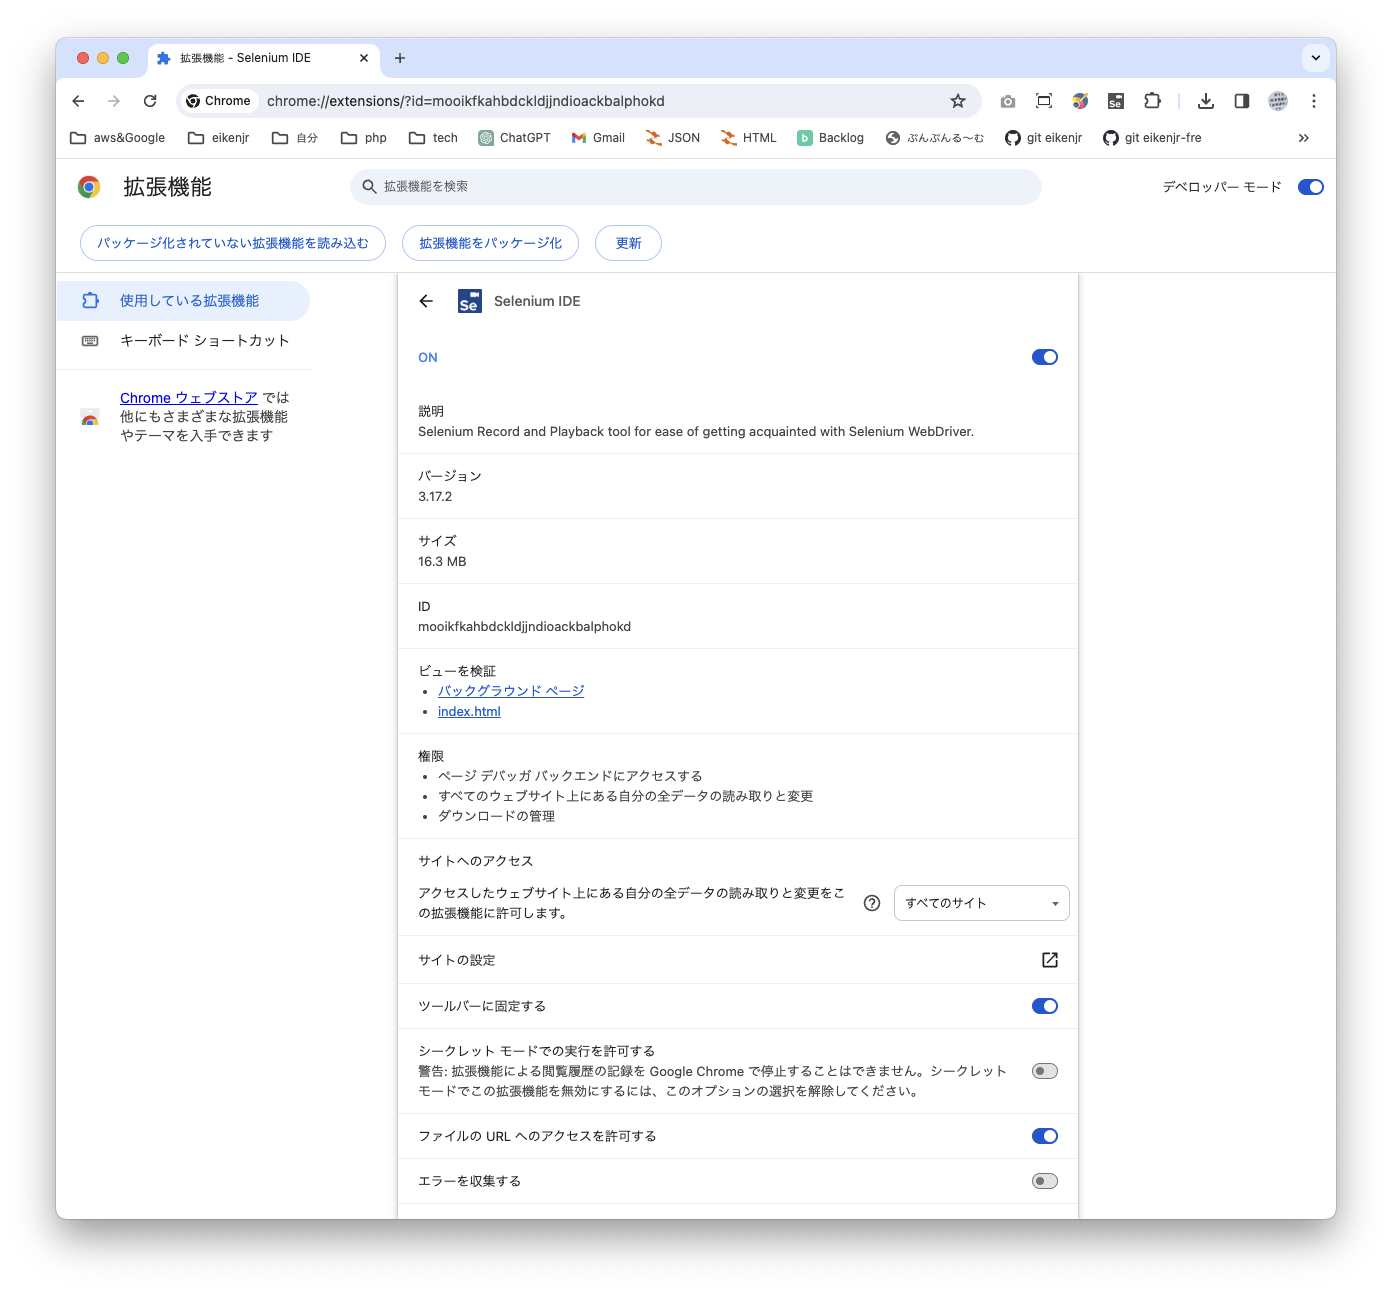 拡張機能 - Selenium IDE
Chrome
chrome://extensions/?id=mooikfkahbdckldjjndioackbalphokd
Se
aws&Google
eikenjr
自分
php
tech
ChatGPT
Gmail
JSON
HTML
b
Backlog
ぷんぷんる〜む
git eikenjr
git eikenjr-fre
拡張機能
拡張機能を検索
デベロッパー モード
パッケージ化されていない拡張機能を読み込む
拡張機能をパッケージ化
更新
使用している拡張機能
キーボード ショートカット
Chrome ウェブストア では
他にもさまざまな拡張機能
やテーマを入手できます
Se
Selenium IDE
ON
説明
Selenium Record and Playback tool for ease of getting acquainted with Selenium WebDriver.
バージョン
3.17.2
サイズ
16.3 MB
ID
mooikfkahbdckldjjndioackbalphokd
ビューを検証
• バックグラウンド ページ
• index.html
権限
• ページ デバッガ バックエンドにアクセスする
• すべてのウェブサイト上にある自分の全データの読み取りと変更
• ダウンロードの管理
サイトへのアクセス
アクセスしたウェブサイト上にある自分の全データの読み取りと変更をこ
の拡張機能に許可します。
すべてのサイト
サイトの設定
ツールバーに固定する
シークレット モードでの実行を許可する
警告: 拡張機能による閲覧履歴の記録を Google Chrome で停止することはできません。シークレット
モードでこの拡張機能を無効にするには、このオプションの選択を解除してください。
ファイルの URL へのアクセスを許可する
エラーを収集する